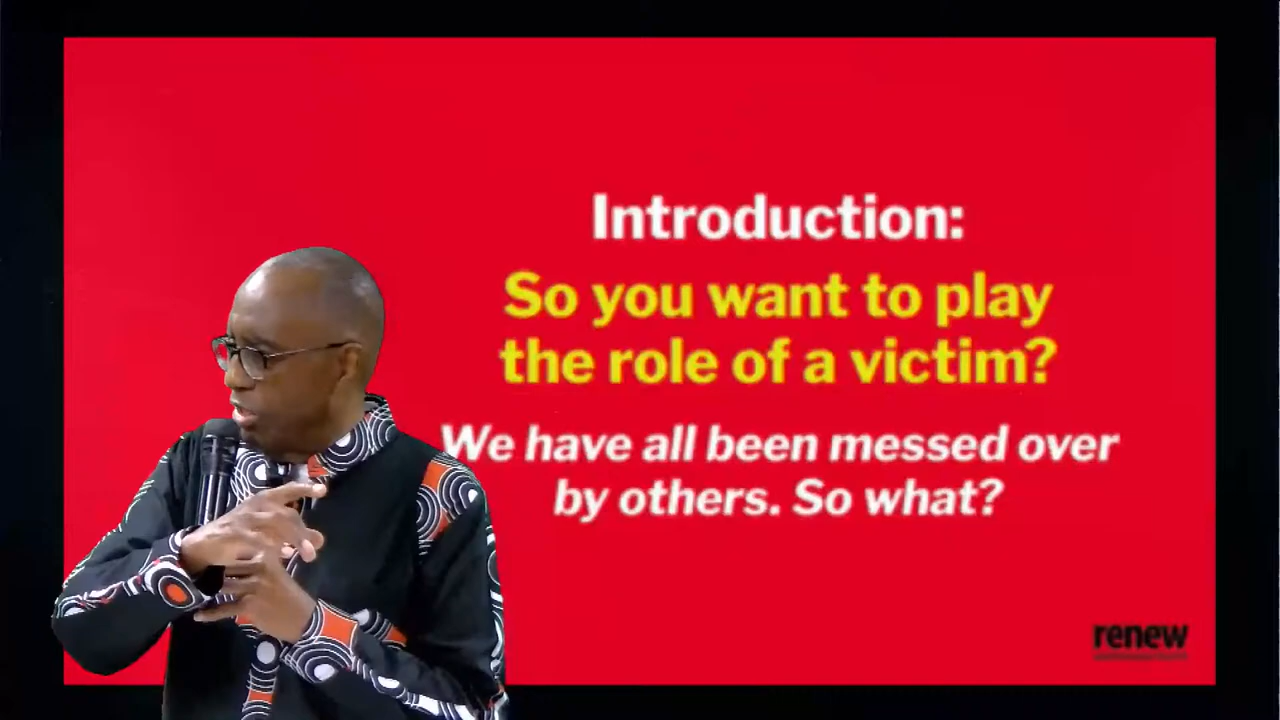 Introduction:
So you want to play
the role of a victim?
We have all been messed over
by others. So what?
renew